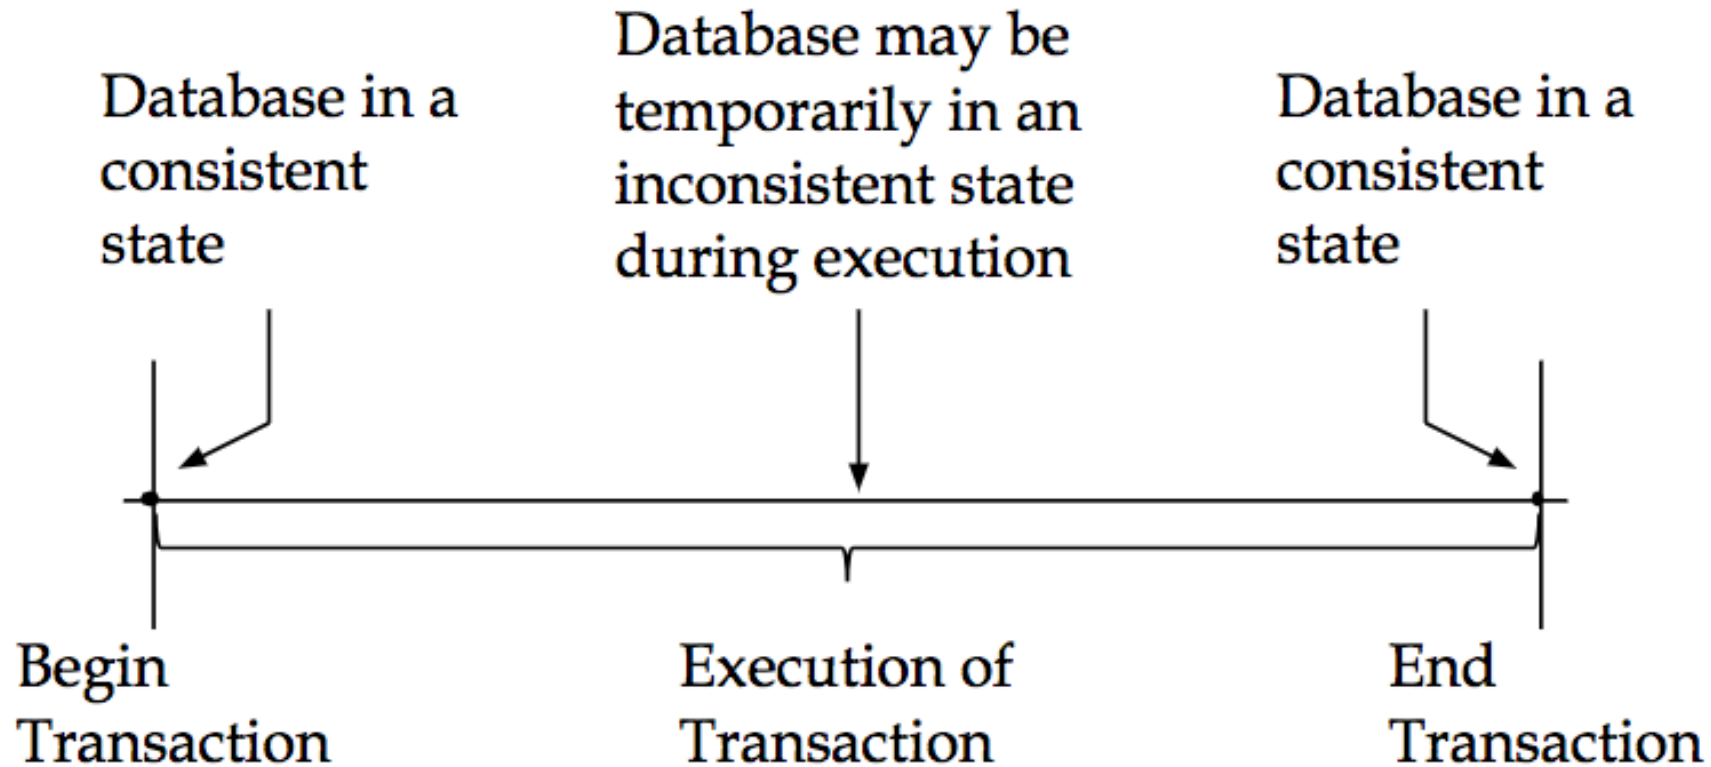 Database in a
consistent
state
Database may be
temporarily in an
inconsistent state
during execution
Database in a
consistent
state
Begin
Transaction
Execution of
Transaction
End
Transaction